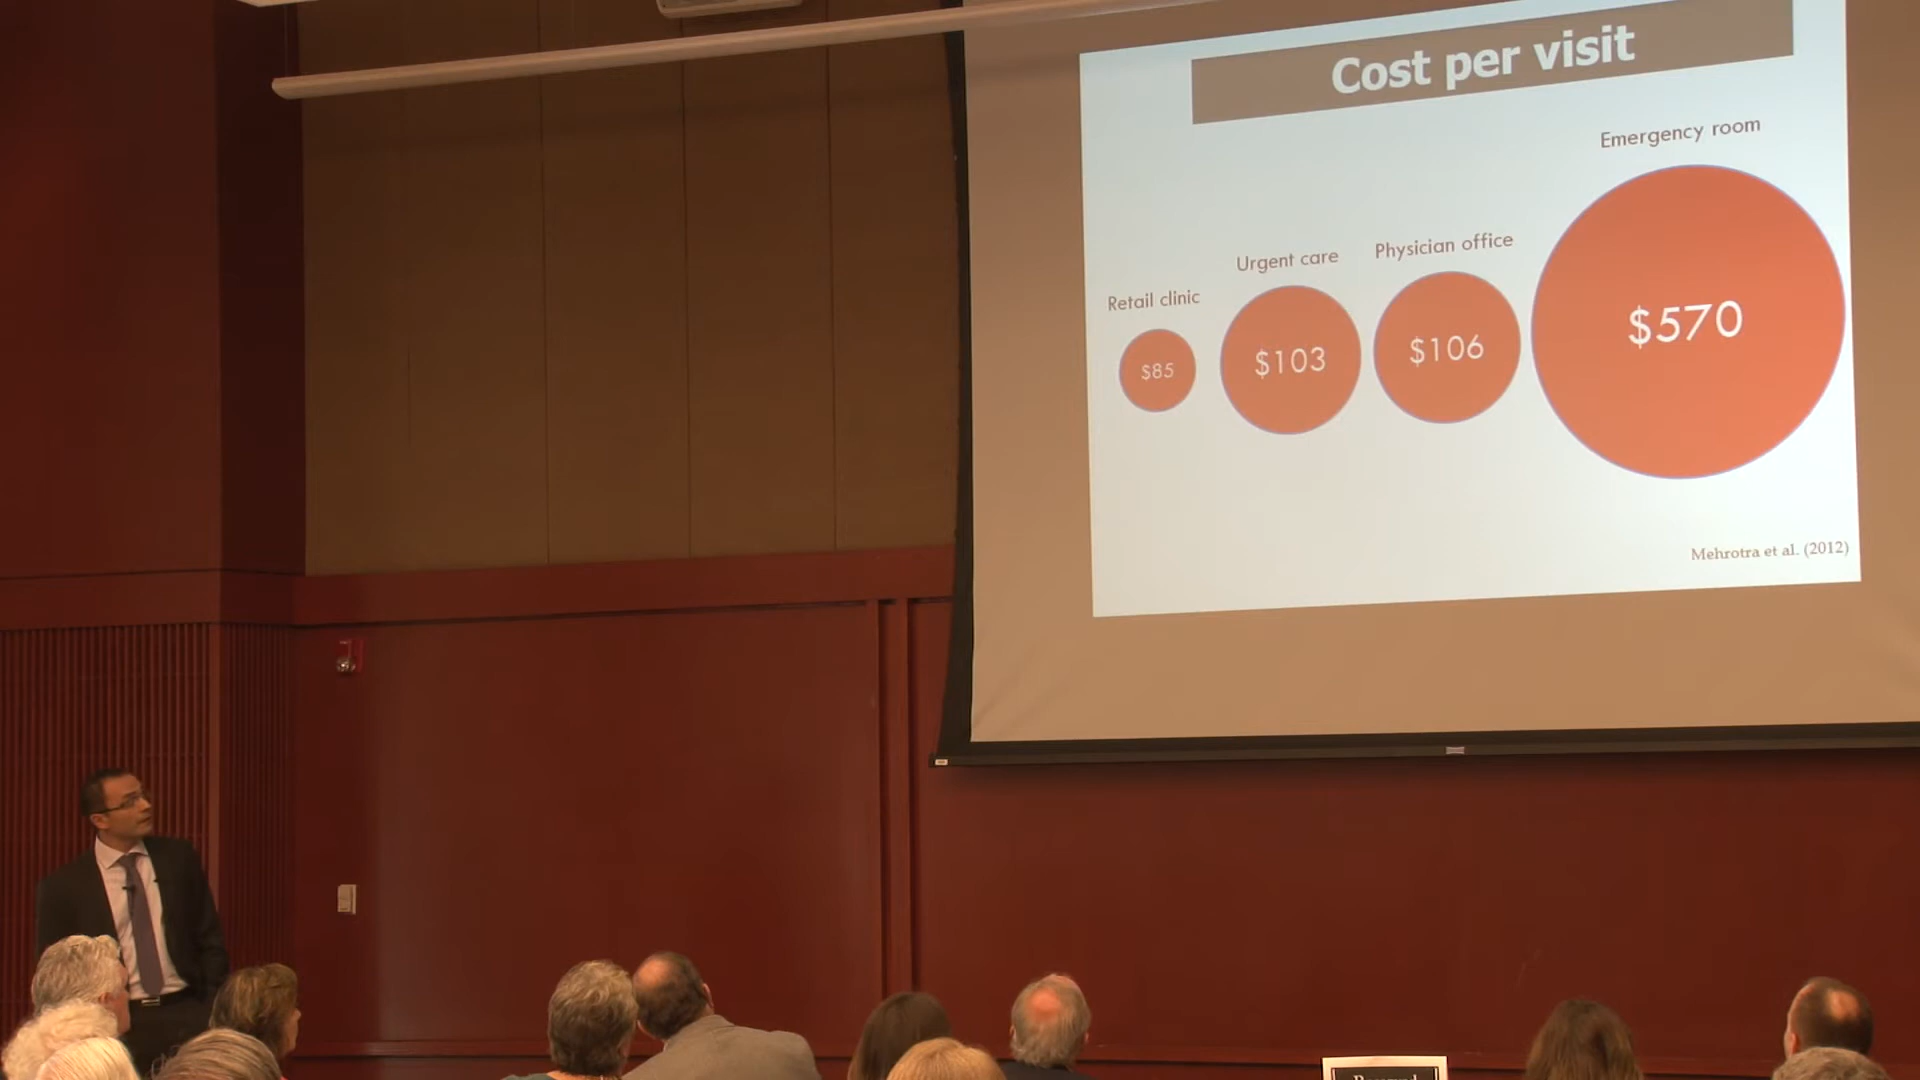 Cost per visit
Emergency room
Physician office
Urgent care
Retail clinic
$85
$103
$106
$570
Mehrotra et al. (2012)